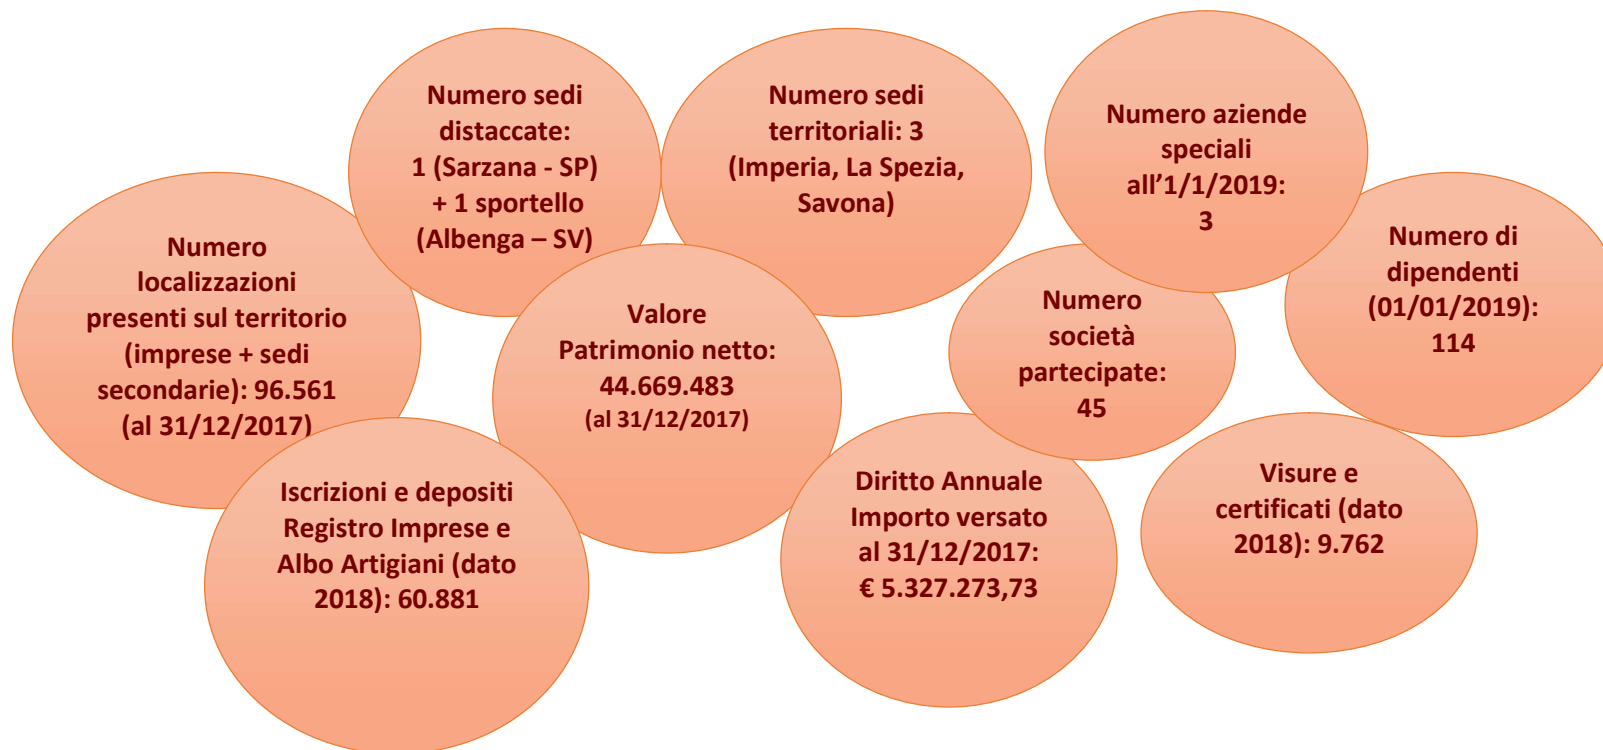 Numero sedi
distaccate:
1 (Sarzana - SP)
+ 1 sportello
(Albenga – SV)
Numero sedi
territoriali: 3
(Imperia, La Spezia,
Savona)
Numero aziende
speciali
all’1/1/2019:
3
Numero
localizzazioni
presenti sul territorio
(imprese + sedi
secondarie): 96.561
(al 31/12/2017)
Valore
Patrimonio netto:
44.669.483
(al 31/12/2017)
Numero
società
partecipate:
45
Numero di
dipendenti
(01/01/2019):
114
Iscrizioni e depositi
Registro Imprese e
Albo Artigiani (dato
2018): 60.881
Diritto Annuale
Importo versato
al 31/12/2017:
€ 5.327.273,73
Visure e
certificati (dato
2018): 9.762